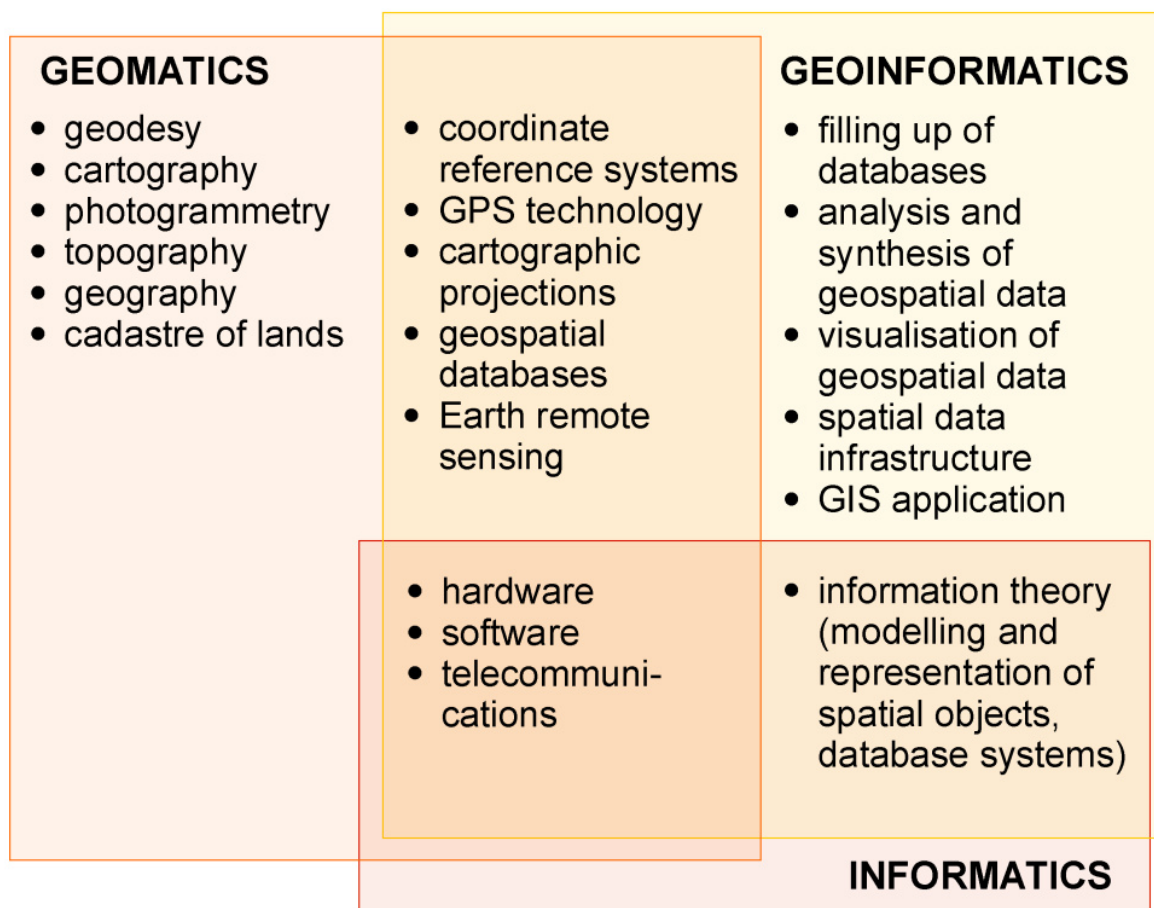 GEOMATICS
• geodesy
• cartography
• photogrammetry
• topography
• geography
• cadastre of lands
• coordinate
reference systems
• GPS technology
• cartographic
projections
• geospatial
databases
• Earth remote
sensing
GEOINFORMATICS
• filling up of
databases
• analysis and
synthesis of
geospatial data
• visualisation of
geospatial data
• spatial data
infrastructure
• GIS application
• hardware
• software
• telecommuni-
cations
• information theory
(modelling and
representation of
spatial objects,
database systems)
INFORMATICS